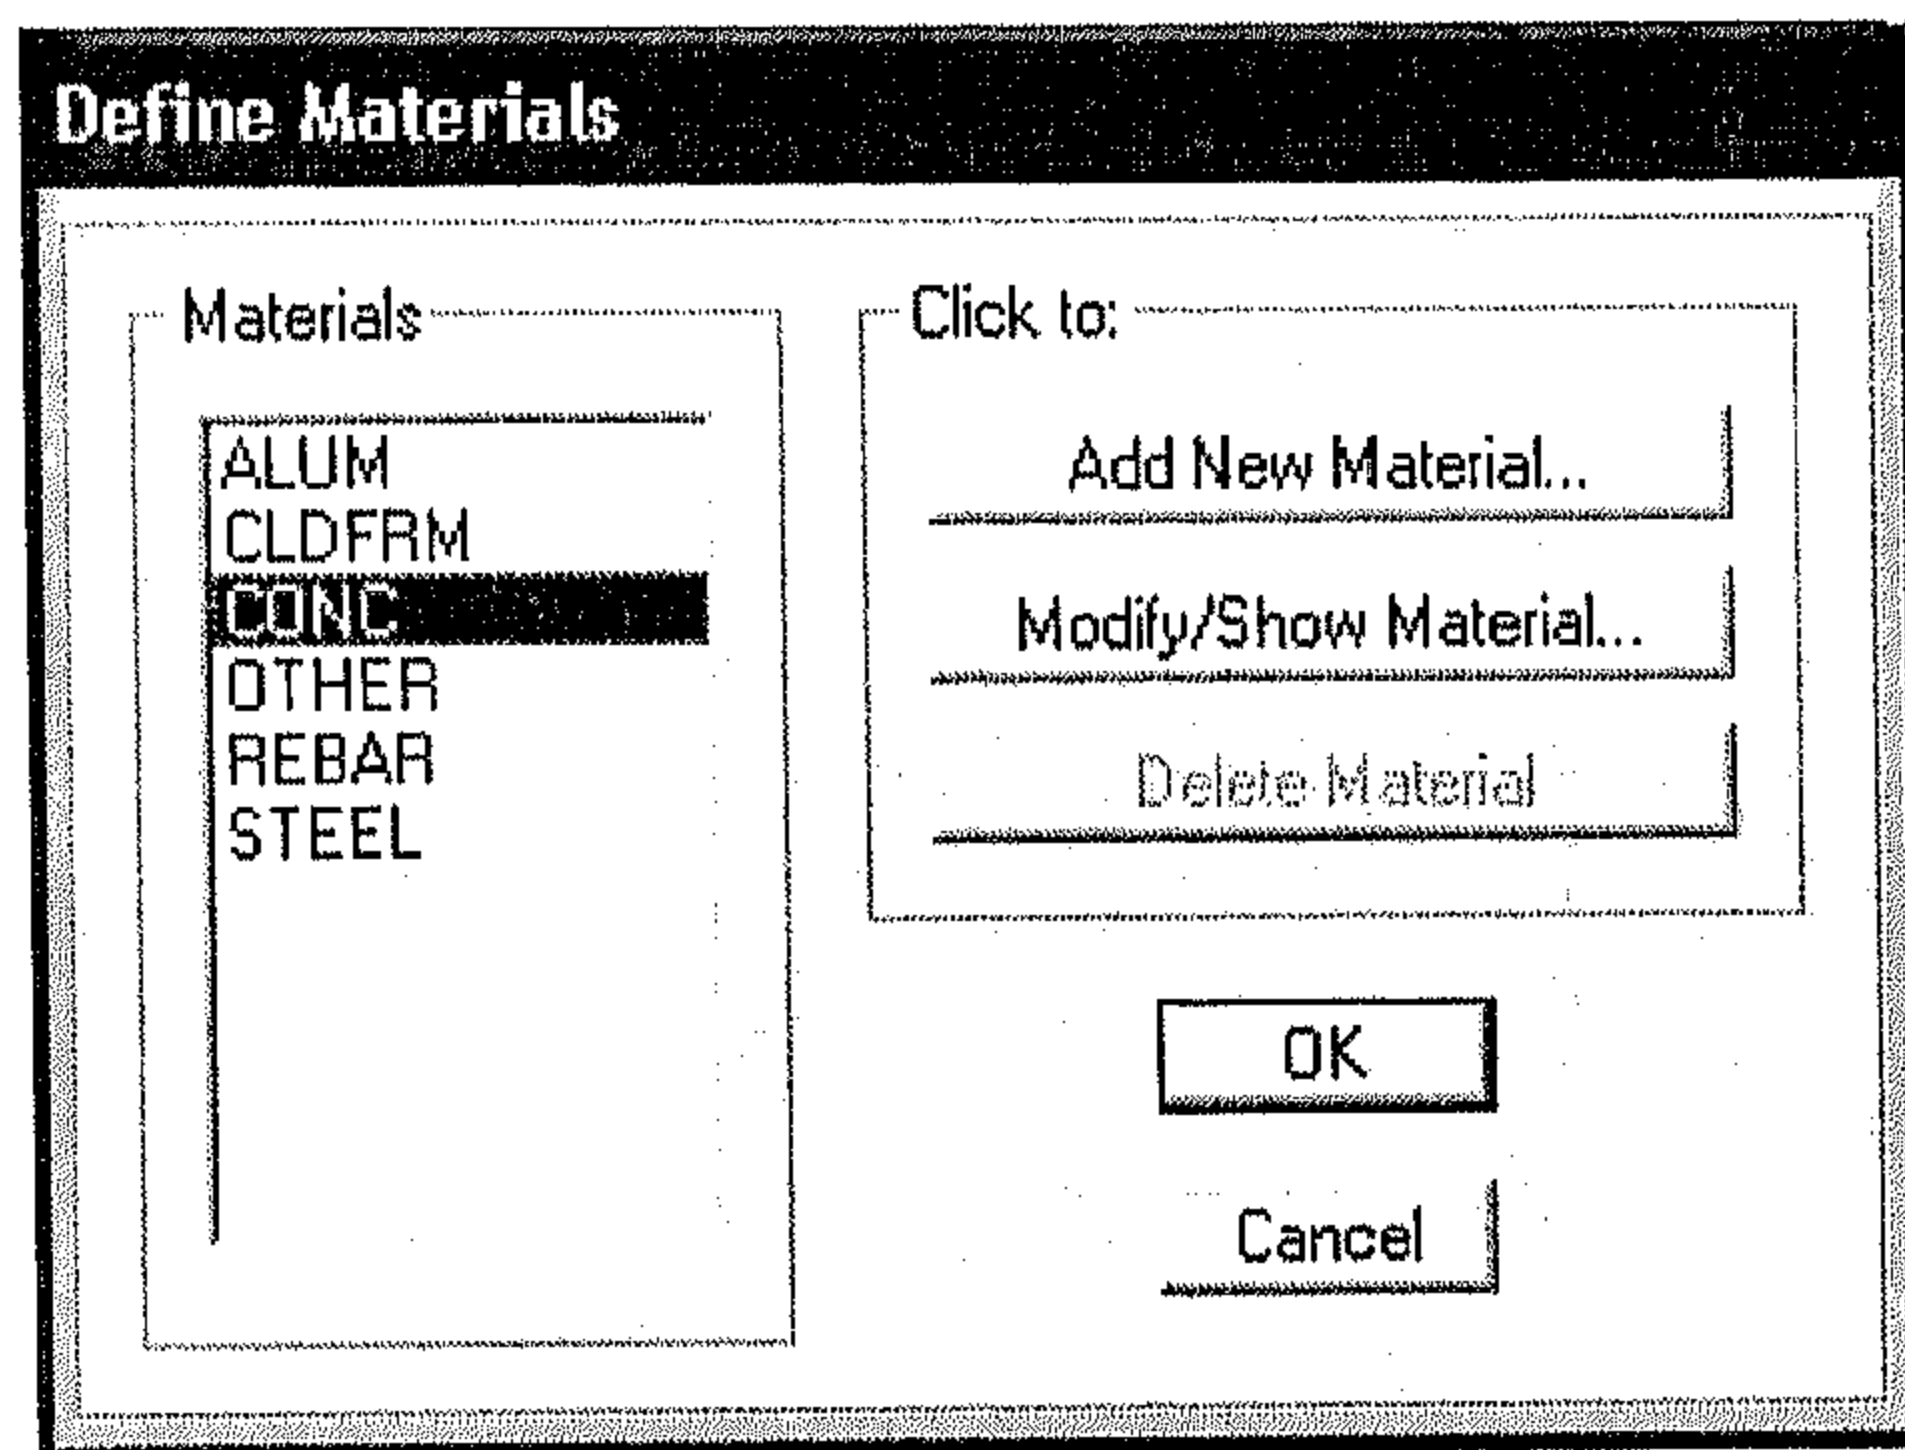 Define Materials
Materials
ALUM
CLDFRM
CONC
OTHER
REBAR
STEEL
Click to:
Add New Material...
Modify/Show Material...
Delete Material
OK
Cancel